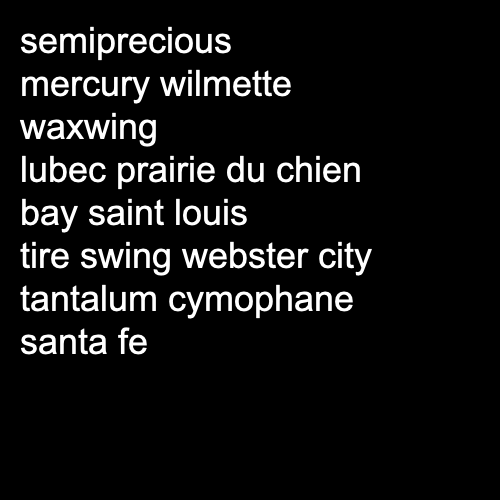 semiprecious
mercury wilmette
waxwing
lubec prairie du chien
bay saint louis
tire swing webster city
tantalum cymophane
santa fe